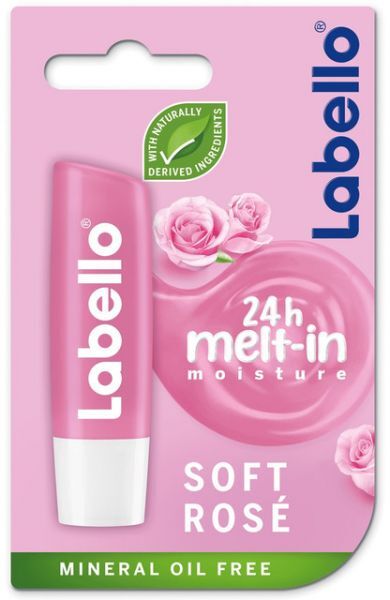 Labello®
WITH NATURALLY
DERIVED INGREDIENTS
Labello®
24h
melt-in
moisture
SOFT
ROSÉ
MINERAL OIL FREE